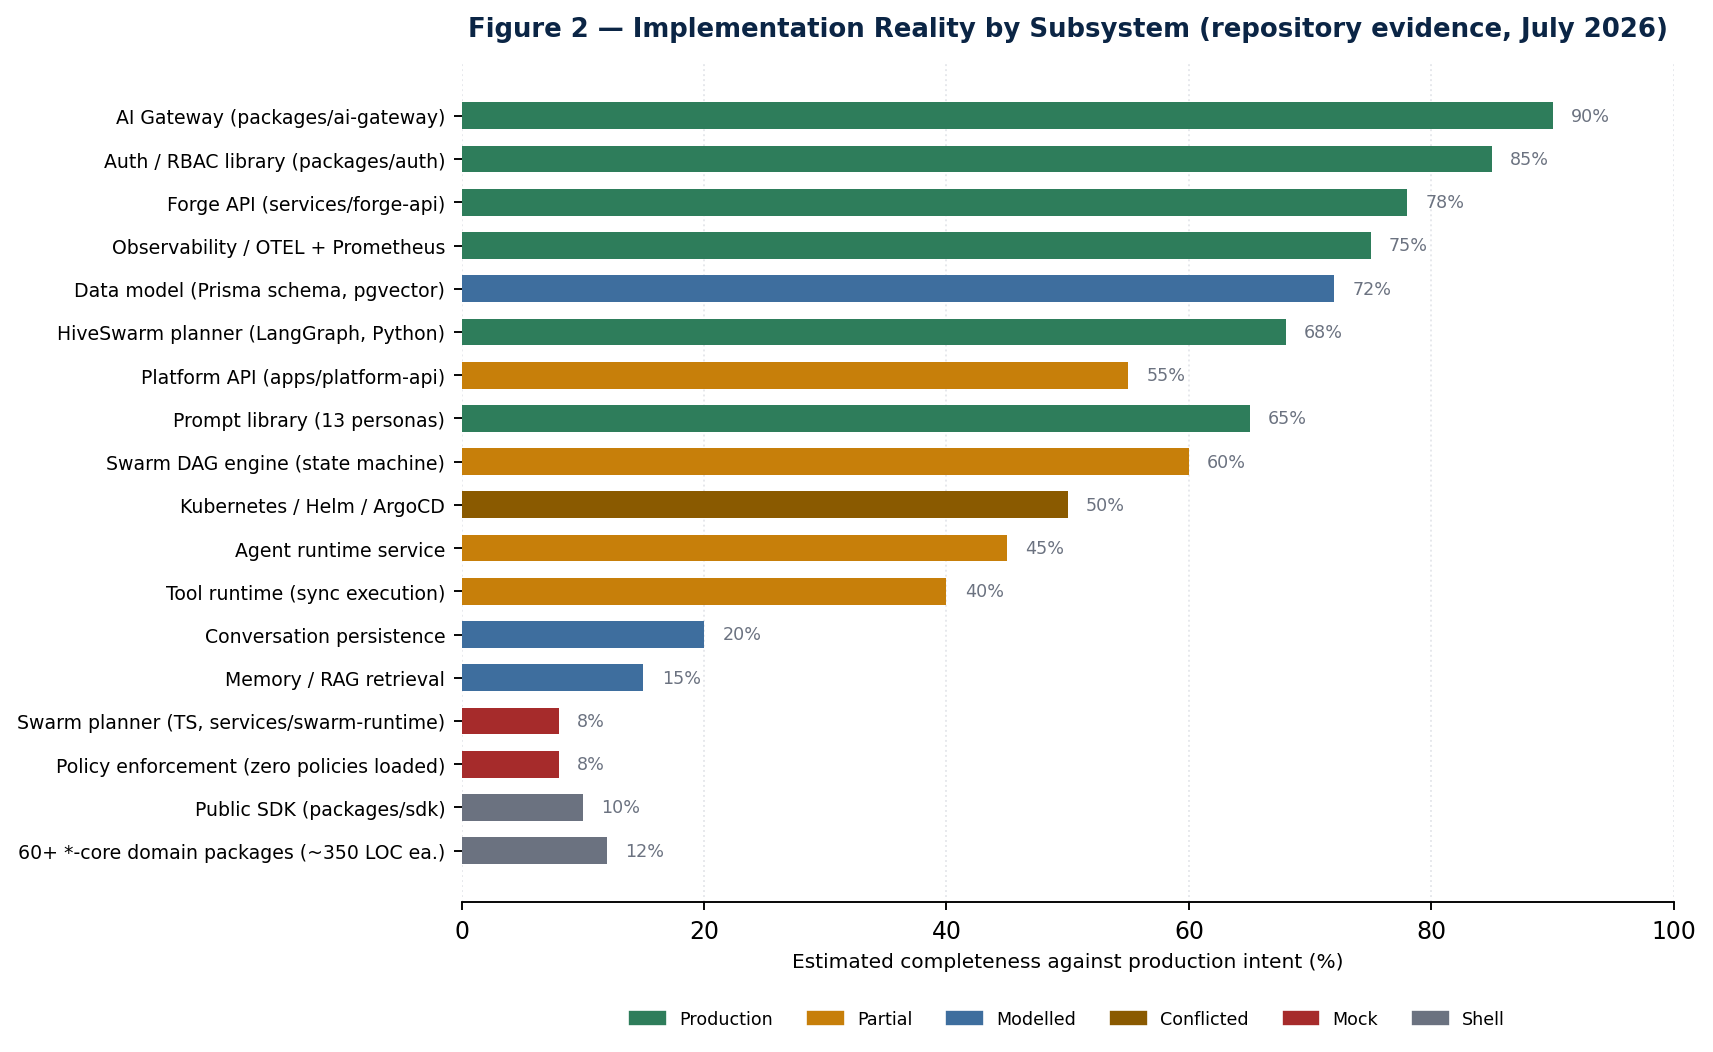 Figure 2 — Implementation Reality by Subsystem (repository evidence, July 2026)
AI Gateway (packages/ai-gateway) 90%
Auth / RBAC library (packages/auth) 85%
Forge API (services/forge-api) 78%
Observability / OTEL + Prometheus 75%
Data model (Prisma schema, pgvector) 72%
HiveSwarm planner (LangGraph, Python) 68%
Platform API (apps/platform-api) 55%
Prompt library (13 personas) 65%
Swarm DAG engine (state machine) 60%
Kubernetes / Helm / ArgoCD 50%
Agent runtime service 45%
Tool runtime (sync execution) 40%
Conversation persistence 20%
Memory / RAG retrieval 15%
Swarm planner (TS, services/swarm-runtime) 8%
Policy enforcement (zero policies loaded) 8%
Public SDK (packages/sdk) 10%
60+ *-core domain packages (~350 LOC ea.) 12%
0 20 40 60 80 100
Estimated completeness against production intent (%)
Production Partial Modelled Conflicted Mock Shell